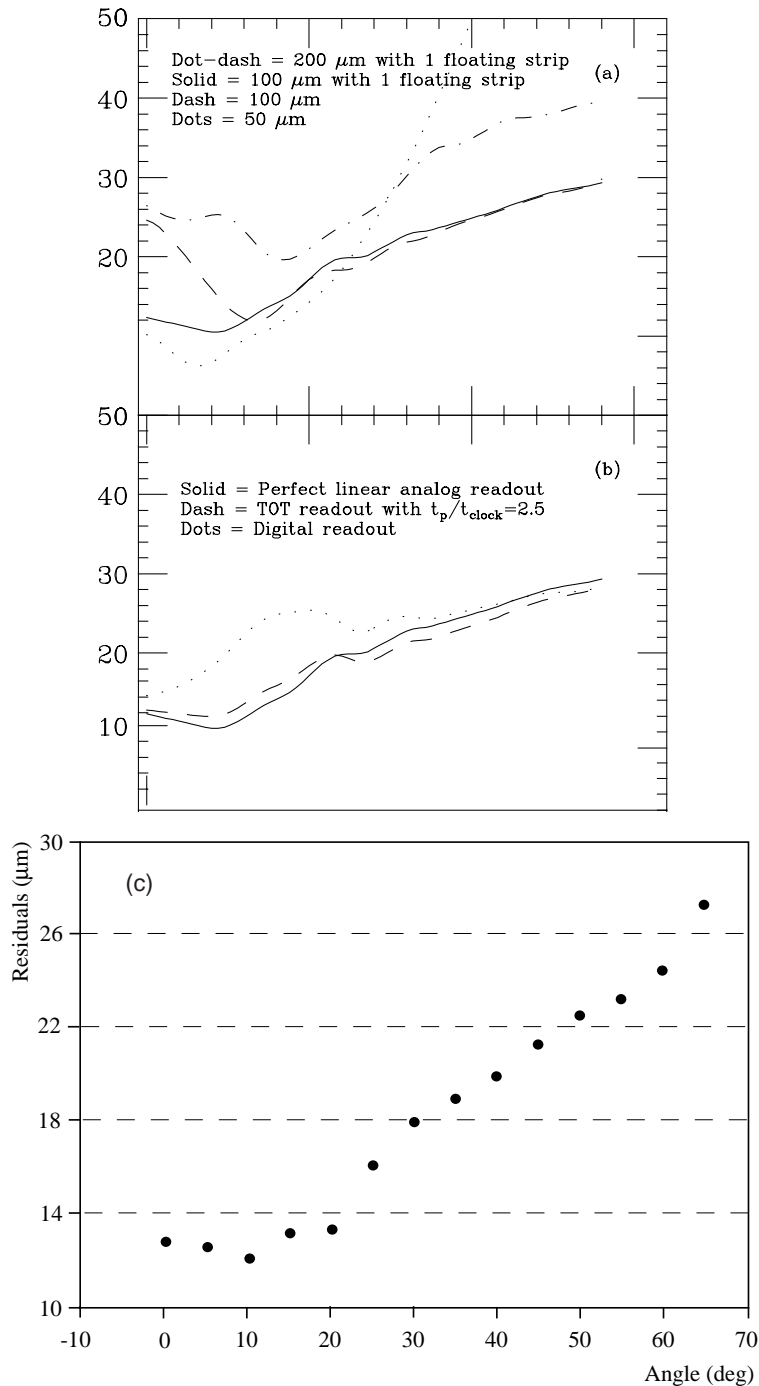 50
Dot-dash = 200 μm with 1 floating strip
(a)
Solid = 100 μm with 1 floating strip
40
Dash = 100 μm
Dots = 50 μm
30
20
50
(b)
Solid = Perfect linear analog readout
40
Dash = TOT readout with tp/tclock=2.5
Dots = Digital readout
30
20
10
30
(c)
Residuals (μm)
26
22
18
14
10
-10 0 10 20 30 40 50 60 70
Angle (deg)